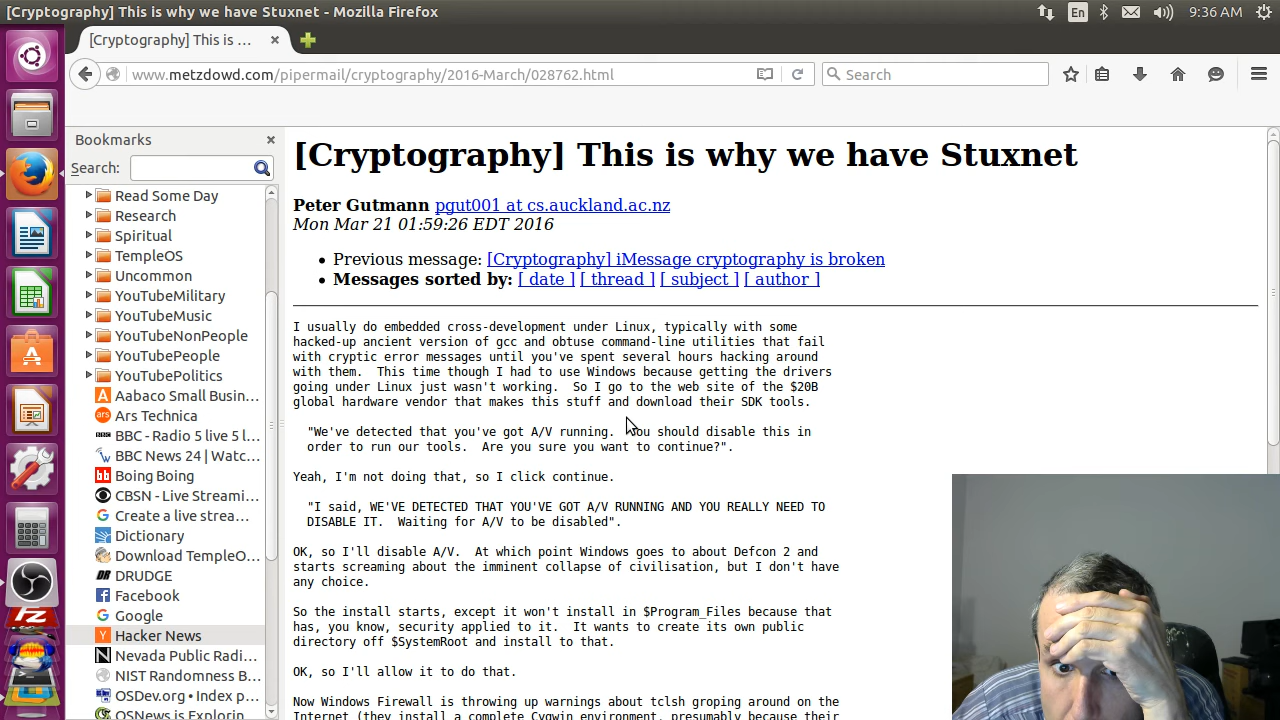 [Cryptography] This is why we have Stuxnet - Mozilla Firefox
En
9:36 AM
[Cryptography] This is ...
www.metzdowd.com/pipermail/cryptography/2016-March/028762.html
Search
Bookmarks
Search:
Read Some Day
Research
Spiritual
TempleOS
Uncommon
YouTubeMilitary
YouTubeMusic
YouTubeNonPeople
YouTubePeople
YouTubePolitics
Aabaco Small Busin...
Ars Technica
BBC - Radio 5 live 5 l...
BBC News 24 | Watc...
Boing Boing
CBSN - Live Streami...
Create a live strea...
Dictionary
Download TempleO...
DRUDGE
Facebook
Google
Hacker News
Nevada Public Radi...
NIST Randomness B...
OSDev.org • Index p...
OSNews is Explorin...
[Cryptography] This is why we have Stuxnet
Peter Gutmann pgut001 at cs.auckland.ac.nz
Mon Mar 21 01:59:26 EDT 2016
• Previous message: [Cryptography] iMessage cryptography is broken
• Messages sorted by: [ date ] [ thread ] [ subject ] [ author ]
I usually do embedded cross-development under Linux, typically with some
hacked-up ancient version of gcc and obtuse command-line utilities that fail
with cryptic error messages until you've spent several hours hacking around
with them.  This time though I had to use Windows because getting the drivers
going under Linux just wasn't working.  So I go to the web site of the $20B
global hardware vendor that makes this stuff and download their SDK tools.
"We've detected that you've got A/V running.  You should disable this in
order to run our tools.  Are you sure you want to continue?".
Yeah, I'm not doing that, so I click continue.
"I said, WE'VE DETECTED THAT YOU'VE GOT A/V RUNNING AND YOU REALLY NEED TO
DISABLE IT.  Waiting for A/V to be disabled".
OK, so I'll disable A/V.  At which point Windows goes to about Defcon 2 and
starts screaming about the imminent collapse of civilisation, but I don't have
any choice.
So the install starts, except it won't install in $Program_Files because that
has, you know, security applied to it.  It wants to create its own public
directory off $SystemRoot and install to that.
OK, so I'll allow it to do that.
Now Windows Firewall is throwing up warnings about tclsh groping around on the
Internet (they install a complete Cygwin environment, presumably because their